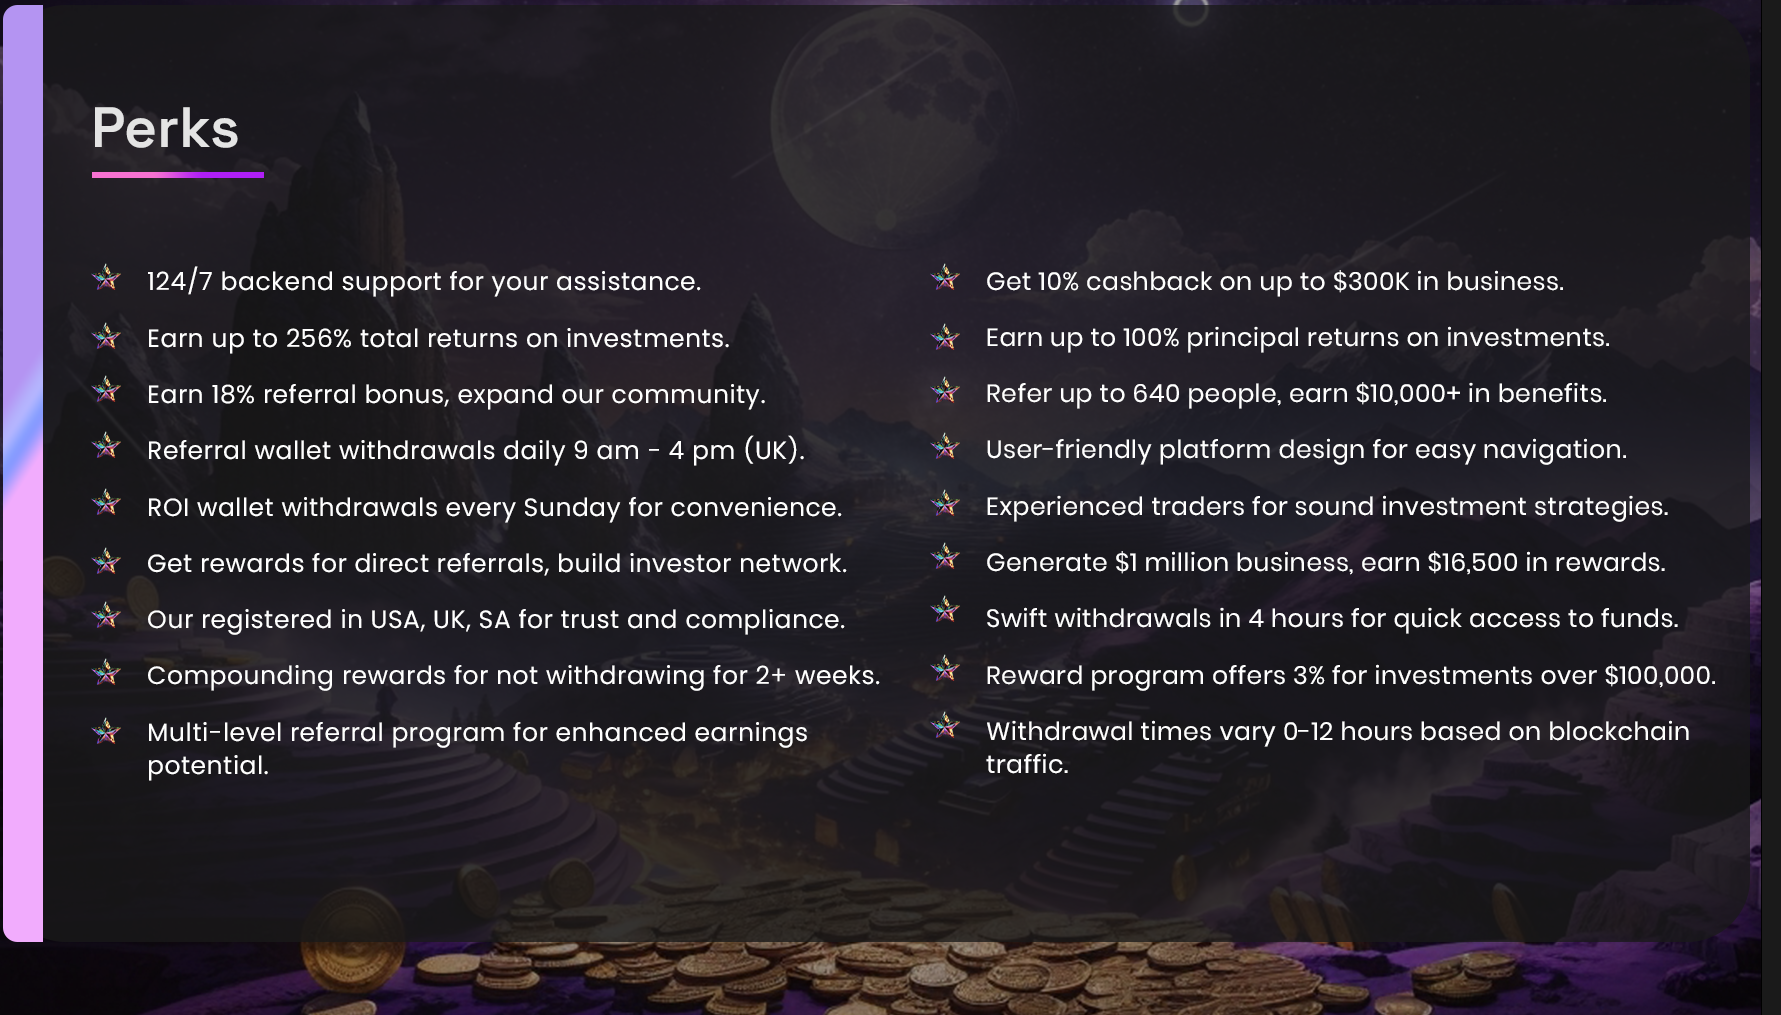 Perks
124/7 backend support for your assistance.
Earn up to 256% total returns on investments.
Earn 18% referral bonus, expand our community.
Referral wallet withdrawals daily 9 am - 4 pm (UK).
ROI wallet withdrawals every Sunday for convenience.
Get rewards for direct referrals, build investor network.
Our registered in USA, UK, SA for trust and compliance.
Compounding rewards for not withdrawing for 2+ weeks.
Multi-level referral program for enhanced earnings
potential.
Get 10% cashback on up to $300K in business.
Earn up to 100% principal returns on investments.
Refer up to 640 people, earn $10,000+ in benefits.
User-friendly platform design for easy navigation.
Experienced traders for sound investment strategies.
Generate $1 million business, earn $16,500 in rewards.
Swift withdrawals in 4 hours for quick access to funds.
Reward program offers 3% for investments over $100,000.
Withdrawal times vary 0-12 hours based on blockchain
traffic.